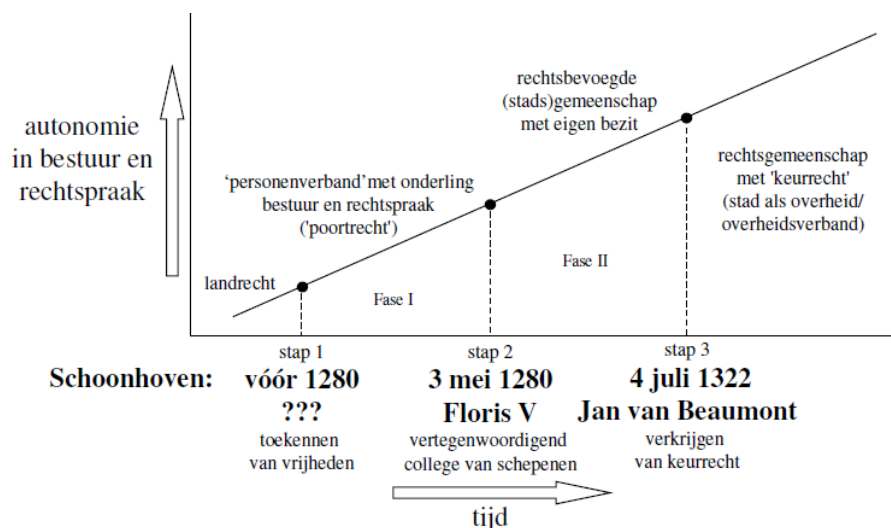 autonomie
in bestuur en
rechtspraak
landrecht
'personenverband'met onderling
bestuur en rechtspraak
('poortrecht')
rechtsbevoegde
(stads)gemeenschap
met eigen bezit
rechtsgemeenschap
met 'keurrecht'
(stad als overheid/
overheidsverband)
Fase I
Fase II
Schoonhoven:
stap 1
vóór 1280
???
toekennen
van vrijheden
stap 2
3 mei 1280
Floris V
vertegenwoordigend
college van schepenen
stap 3
4 juli 1322
Jan van Beaumont
verkrijgen
van keurrecht
tijd